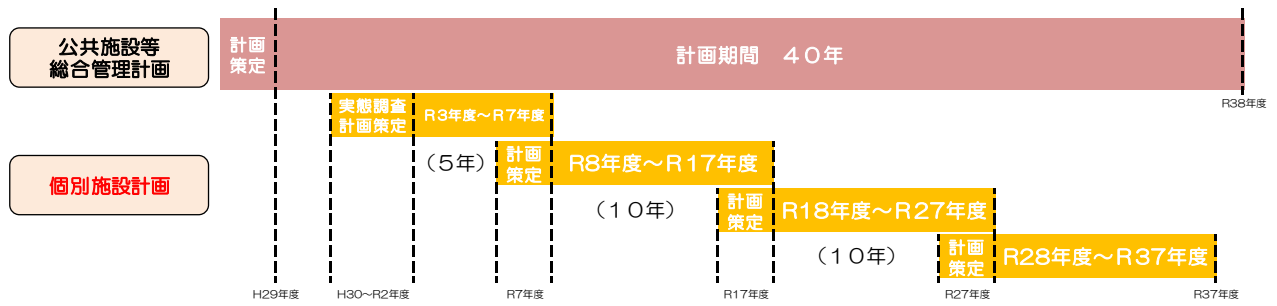 公共施設等
総合管理計画
計画
策定
計画期間 ４０年
R38年度
実態調査
計画策定
R3年度～R7年度
個別施設計画
（５年）
計画
策定
R8年度～R１７年度
（１０年）
計画
策定
R18年度～R27年度
（１０年）
計画
策定
R28年度～R37年度
H29年度
H30～R2年度
R7年度
R17年度
R27年度
R37年度